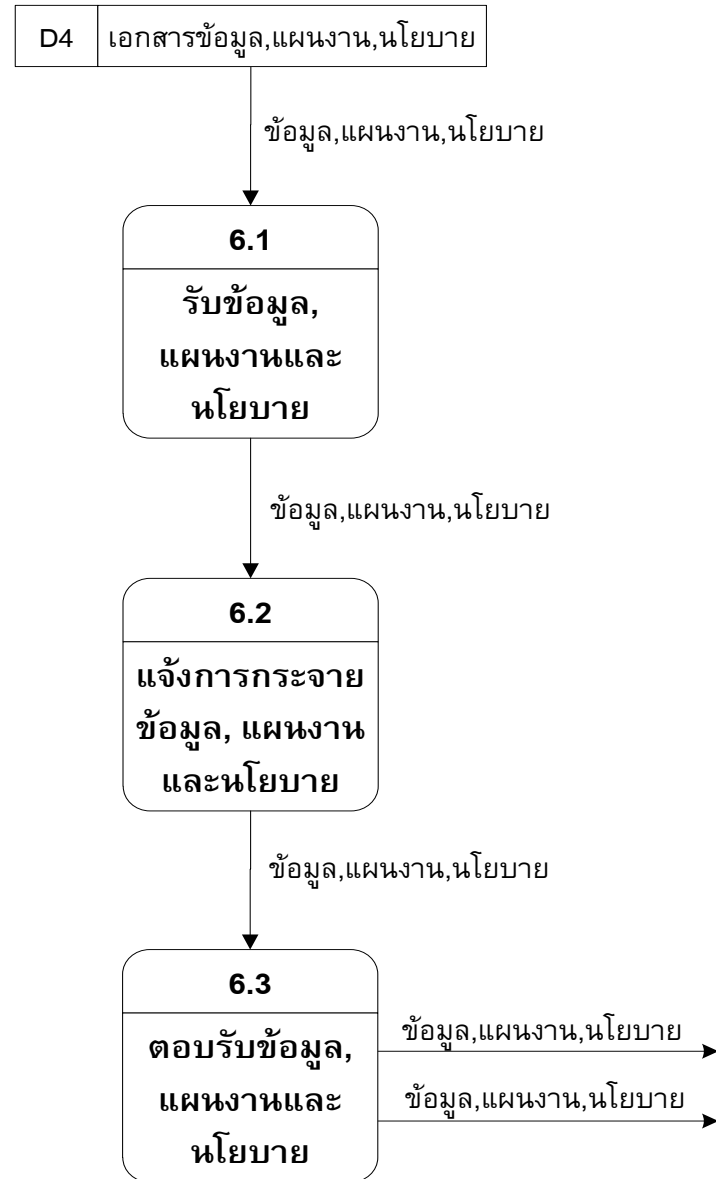 D4 เอกสารข้อมูล,แผนงาน,นโยบาย
ข้อมูล,แผนงาน,นโยบาย
6.1
รับข้อมูล,
แผนงานและ
นโยบาย
ข้อมูล,แผนงาน,นโยบาย
6.2
แจ้งการกระจาย
ข้อมูล, แผนงาน
และนโยบาย
ข้อมูล,แผนงาน,นโยบาย
6.3
ตอบรับข้อมูล,
แผนงานและ
นโยบาย
ข้อมูล,แผนงาน,นโยบาย
ข้อมูล,แผนงาน,นโยบาย